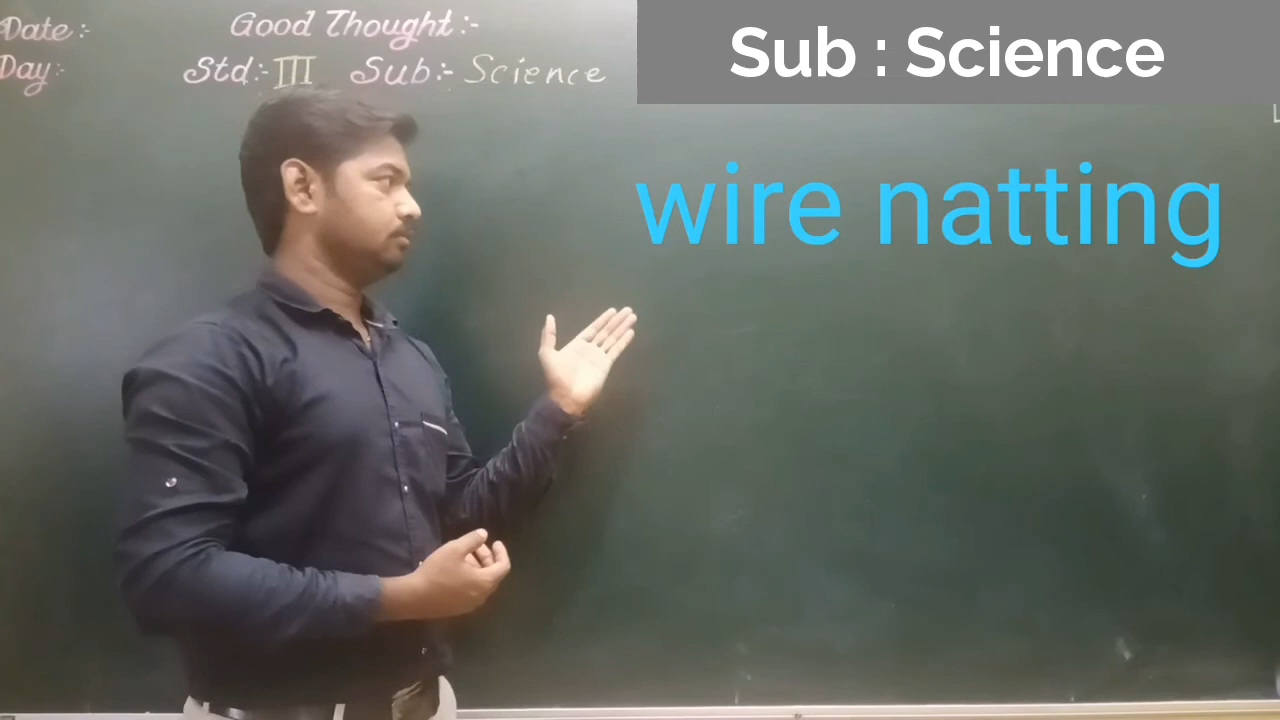 Date:-
Good Thought:-
Day:-
Std:- III Sub:- Science
Sub : Science
wire natting